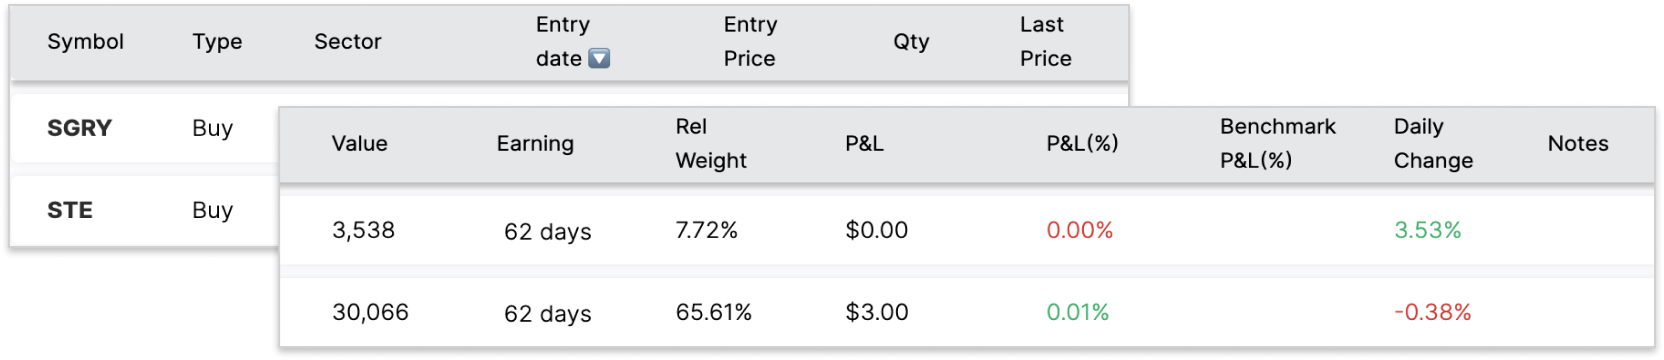 Symbol Type Sector Entry date 🔽 Entry Price Qty Last Price
SGRY Buy
STE Buy
Value Earning Rel Weight P&L P&L(%) Benchmark P&L(%) Daily Change Notes
3,538 62 days 7.72% $0.00 0.00% 3.53%
30,066 62 days 65.61% $3.00 0.01% -0.38%